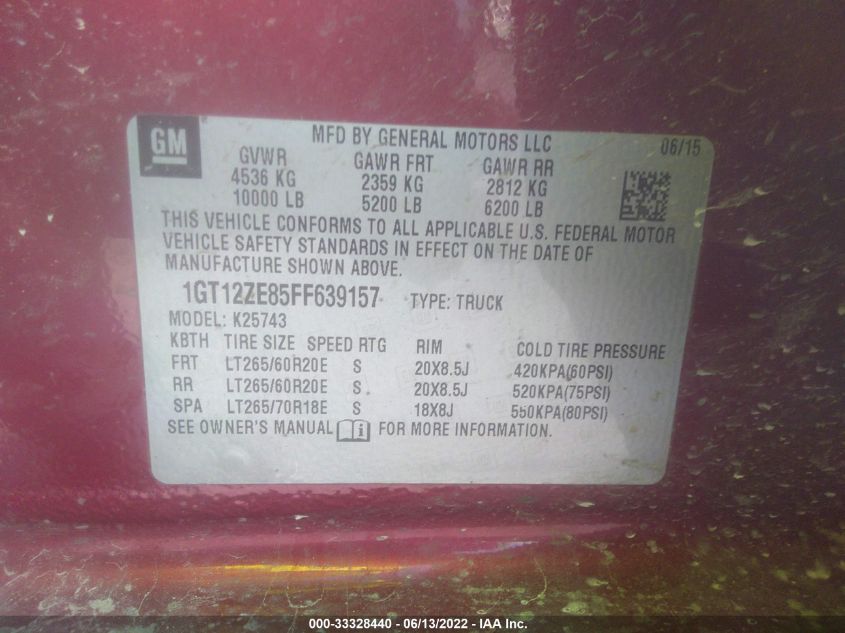 GM
MFD BY GENERAL MOTORS LLC 06/15
GVWR GAWR FRT GAWR RR
4536 KG 2359 KG 2812 KG
10000 LB 5200 LB 6200 LB
THIS VEHICLE CONFORMS TO ALL APPLICABLE U.S. FEDERAL MOTOR
VEHICLE SAFETY STANDARDS IN EFFECT ON THE DATE OF
MANUFACTURE SHOWN ABOVE.
1GT12ZE85FF639157 TYPE: TRUCK
MODEL: K25743
KBTH TIRE SIZE SPEED RTG RIM COLD TIRE PRESSURE
FRT LT265/60R20E S 20X8.5J 420KPA(60PSI)
RR LT265/60R20E S 20X8.5J 520KPA(75PSI)
SPA LT265/70R18E S 18X8J 550KPA(80PSI)
SEE OWNER'S MANUAL i FOR MORE INFORMATION.
000-33328440 - 06/13/2022 - IAA Inc.